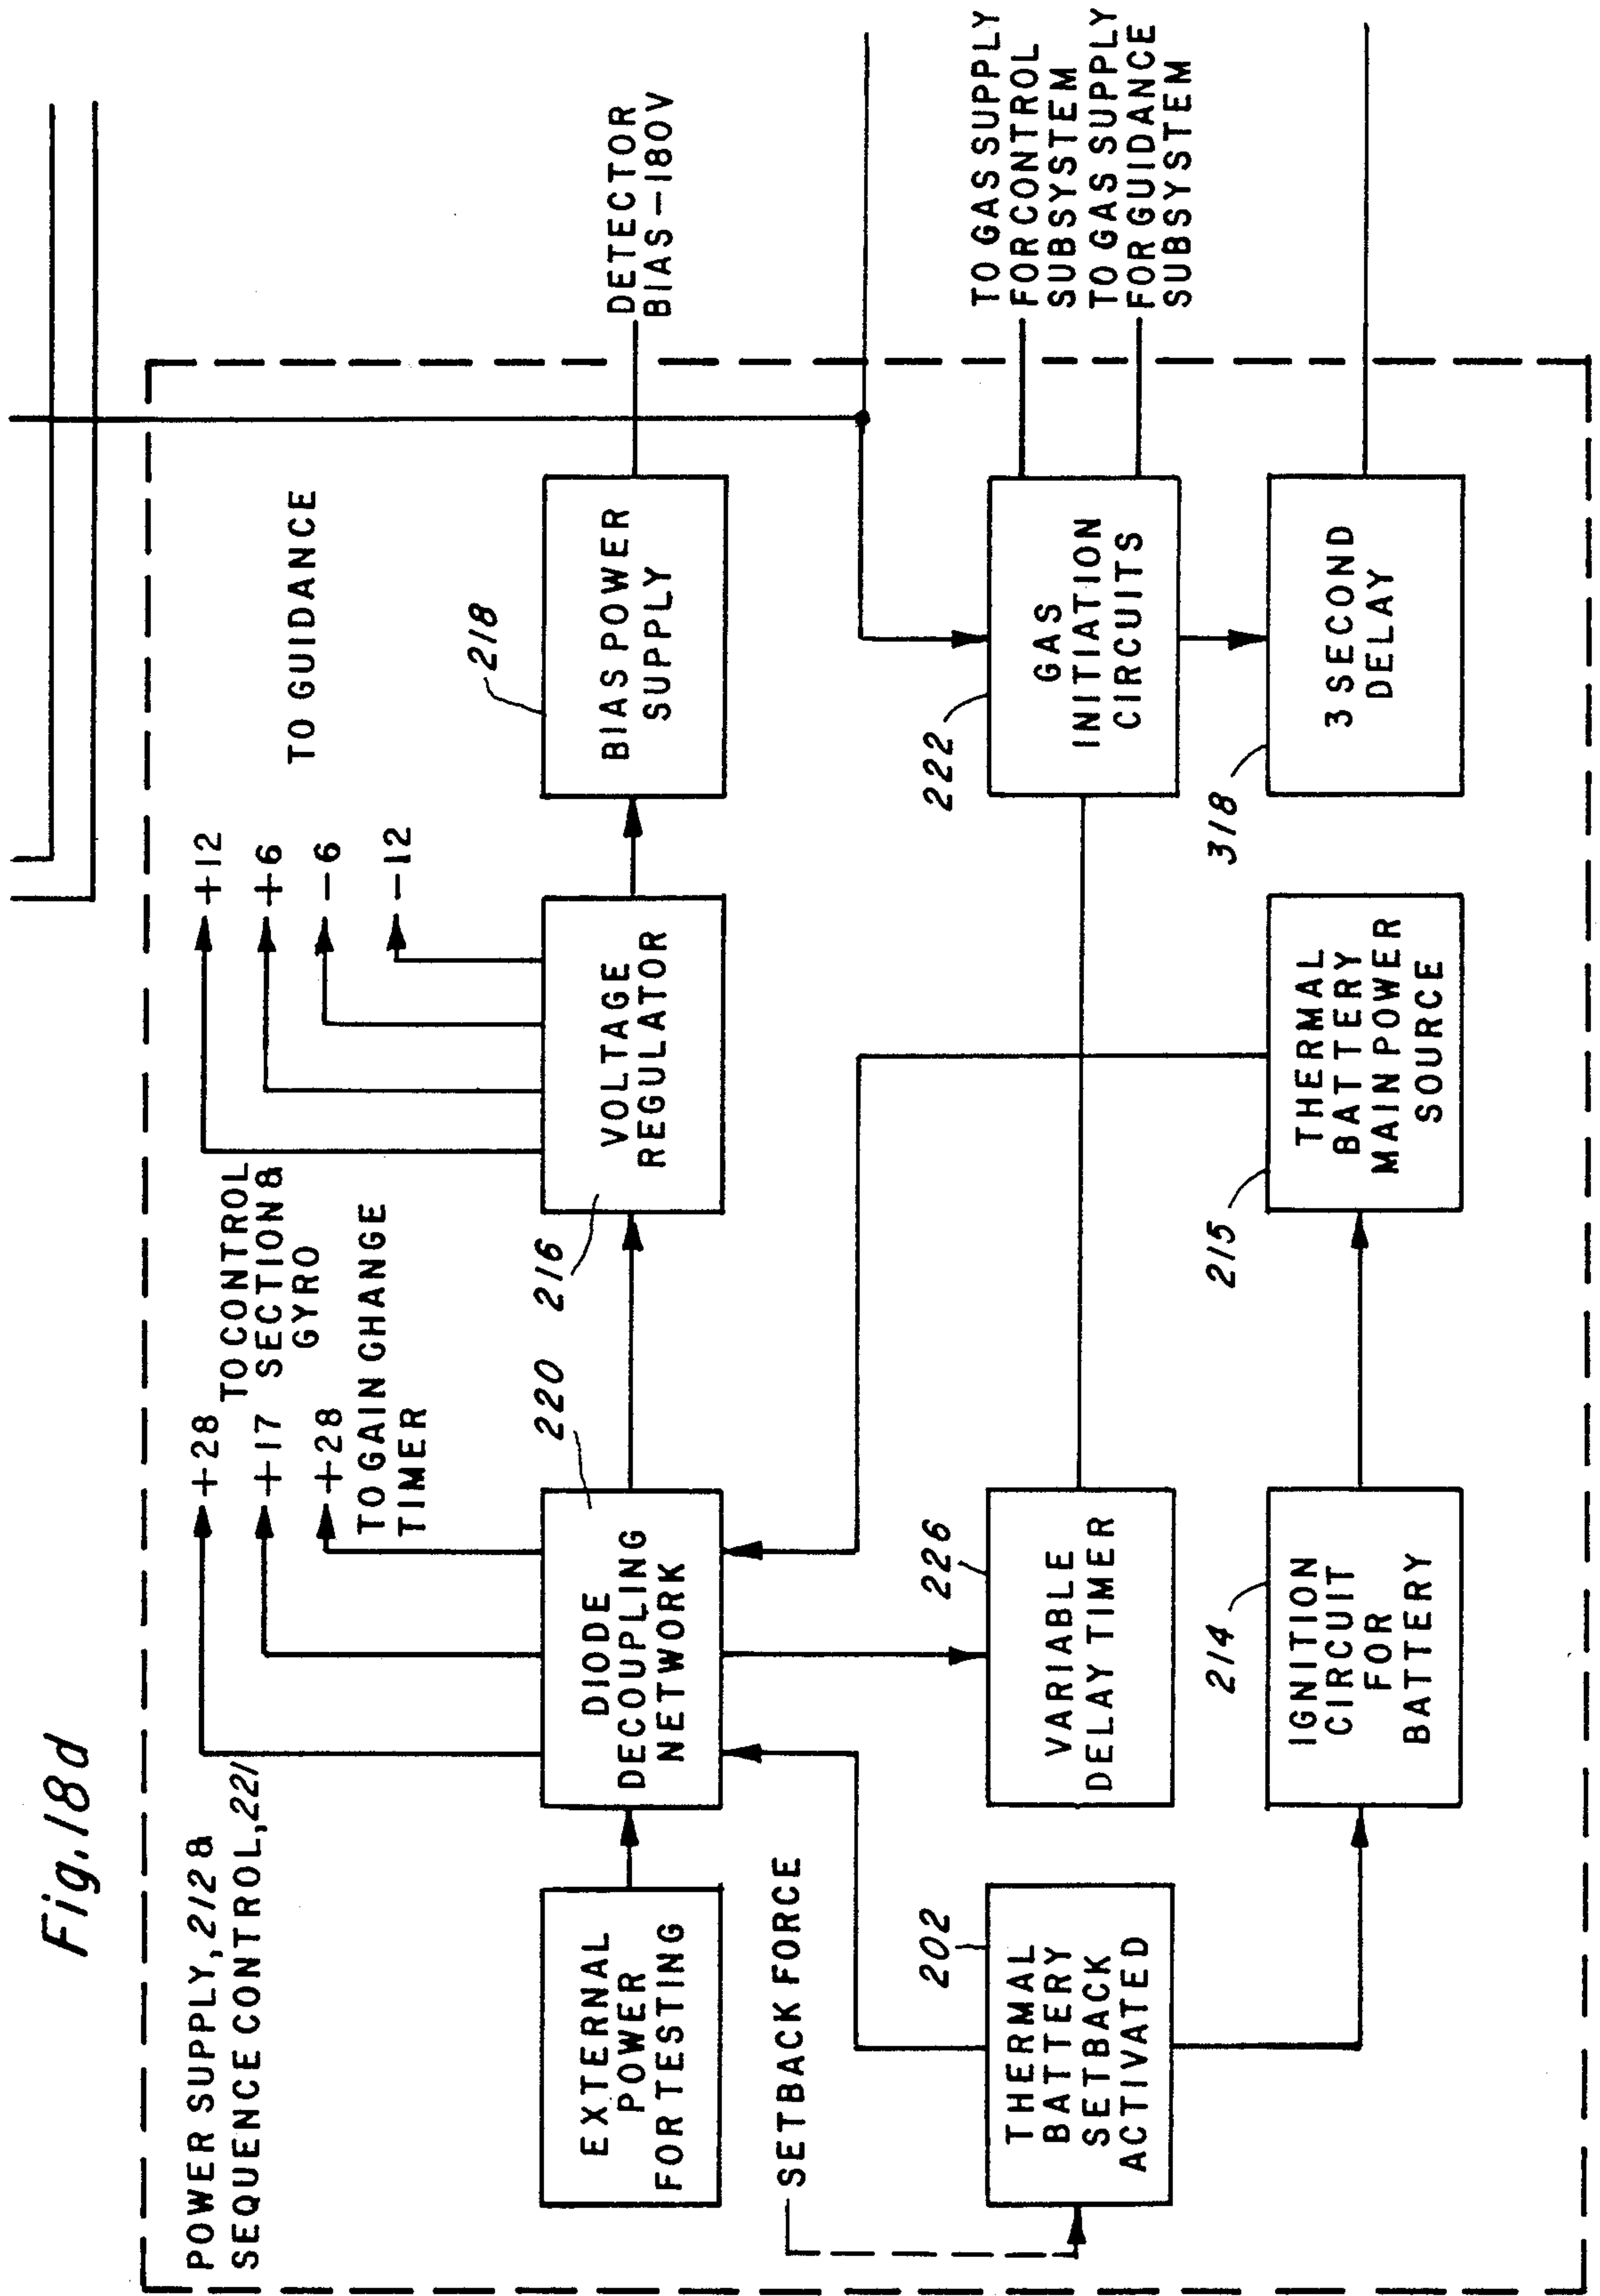 Fig. 18d
POWER SUPPLY, 212 &
SEQUENCE CONTROL, 221
+28
+17
TO CONTROL
SECTION &
GYRO
+28
TO GAIN CHANGE
TIMER
+12
+6
-6
-12
TO GUIDANCE
EXTERNAL
POWER
FOR TESTING
220
DIODE
DECOUPLING
NETWORK
216
VOLTAGE
REGULATOR
218
BIAS POWER
SUPPLY
DETECTOR
BIAS-180V
SETBACK FORCE
202
THERMAL
BATTERY
SETBACK
ACTIVATED
226
VARIABLE
DELAY TIMER
222
GAS
INITIATION
CIRCUITS
TO GAS SUPPLY
FOR CONTROL
SUBSYSTEM
TO GAS SUPPLY
FOR GUIDANCE
SUBSYSTEM
214
IGNITION
CIRCUIT
FOR
BATTERY
215
THERMAL
BATTERY
MAIN POWER
SOURCE
318
3 SECOND
DELAY